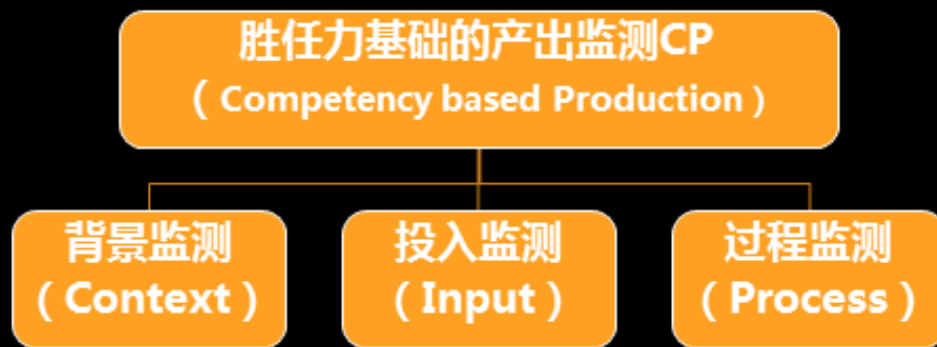 胜任力基础的产出监测CP
（Competency based Production）
背景监测
（Context）
投入监测
（Input）
过程监测
（Process）